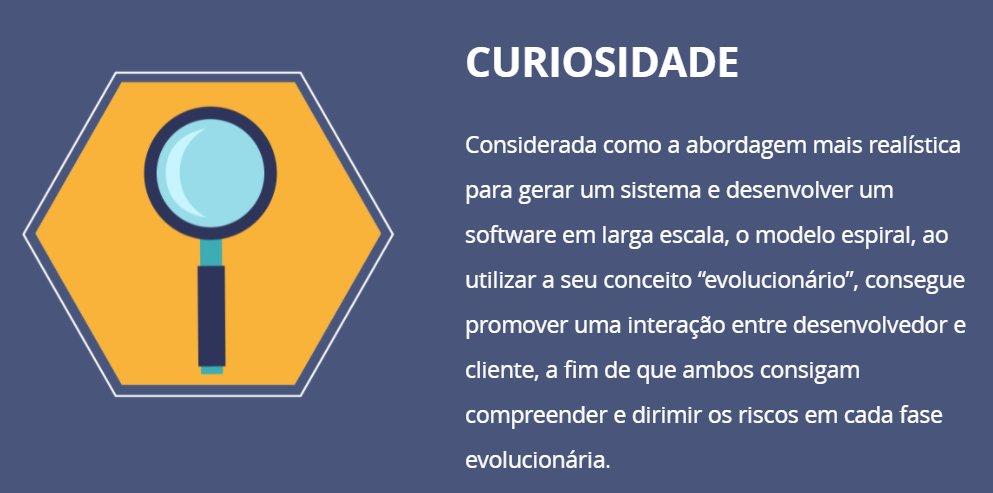 CURIOSIDADE
Considerada como a abordagem mais realística
para gerar um sistema e desenvolver um
software em larga escala, o modelo espiral, ao
utilizar a seu conceito “evolucionário”, consegue
promover uma interação entre desenvolvedor e
cliente, a fim de que ambos consigam
compreender e dirimir os riscos em cada fase
evolucionária.